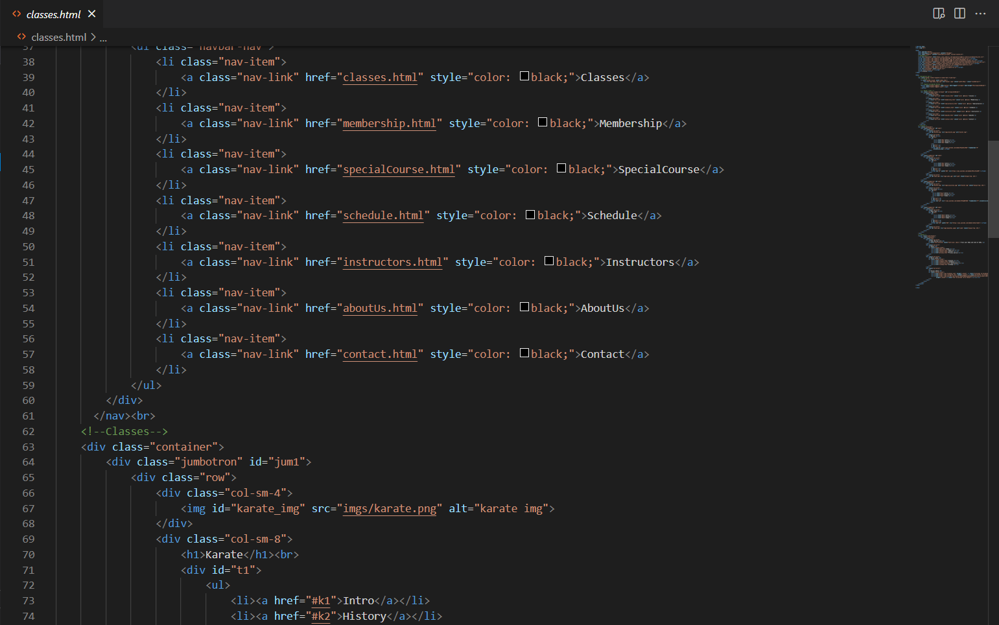 classes.html
classes.html > ...
37 <ul class="navbar-nav">
38 <li class="nav-item">
39 <a class="nav-link" href="classes.html" style="color: black;">Classes</a>
40 </li>
41 <li class="nav-item">
42 <a class="nav-link" href="membership.html" style="color: black;">Membership</a>
43 </li>
44 <li class="nav-item">
45 <a class="nav-link" href="specialCourse.html" style="color: black;">SpecialCourse</a>
46 </li>
47 <li class="nav-item">
48 <a class="nav-link" href="schedule.html" style="color: black;">Schedule</a>
49 </li>
50 <li class="nav-item">
51 <a class="nav-link" href="instructors.html" style="color: black;">Instructors</a>
52 </li>
53 <li class="nav-item">
54 <a class="nav-link" href="aboutUs.html" style="color: black;">AboutUs</a>
55 </li>
56 <li class="nav-item">
57 <a class="nav-link" href="contact.html" style="color: black;">Contact</a>
58 </li>
59 </ul>
60 </div>
61 </nav><br>
62 <!--Classes-->
63 <div class="container">
64 <div class="jumbotron" id="jum1">
65 <div class="row">
66 <div class="col-sm-4">
67 <img id="karate_img" src="imgs/karate.png" alt="karate img">
68 </div>
69 <div class="col-sm-8">
70 <h1>Karate</h1><br>
71 <div id="t1">
72 <ul>
73 <li><a href="#k1">Intro</a></li>
74 <li><a href="#k2">History</a></li>